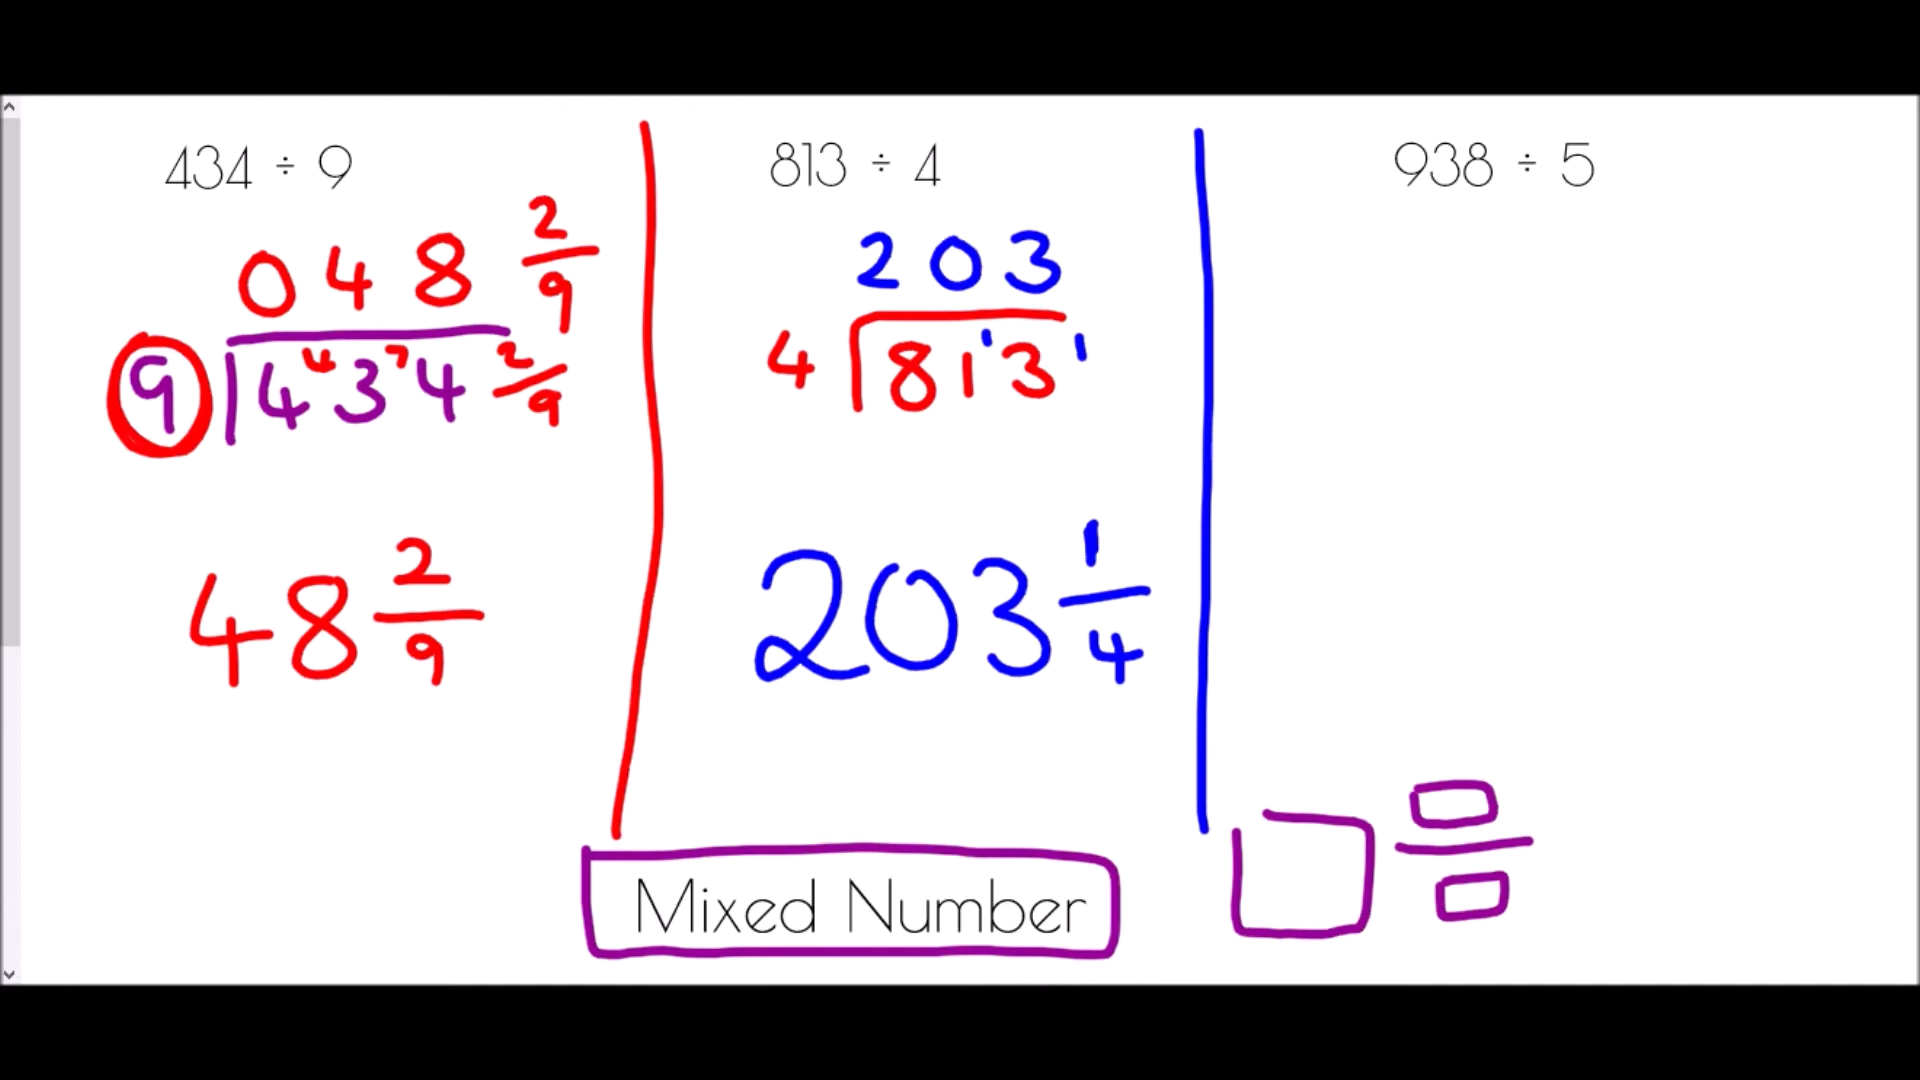 434 ÷ 9
0 4 8 2/9
9 4 4 3 7 4 2/9
48 2/9
813 ÷ 4
2 0 3
4 8 1 1 3 1
203 1/4
938 ÷ 5
Mixed Number